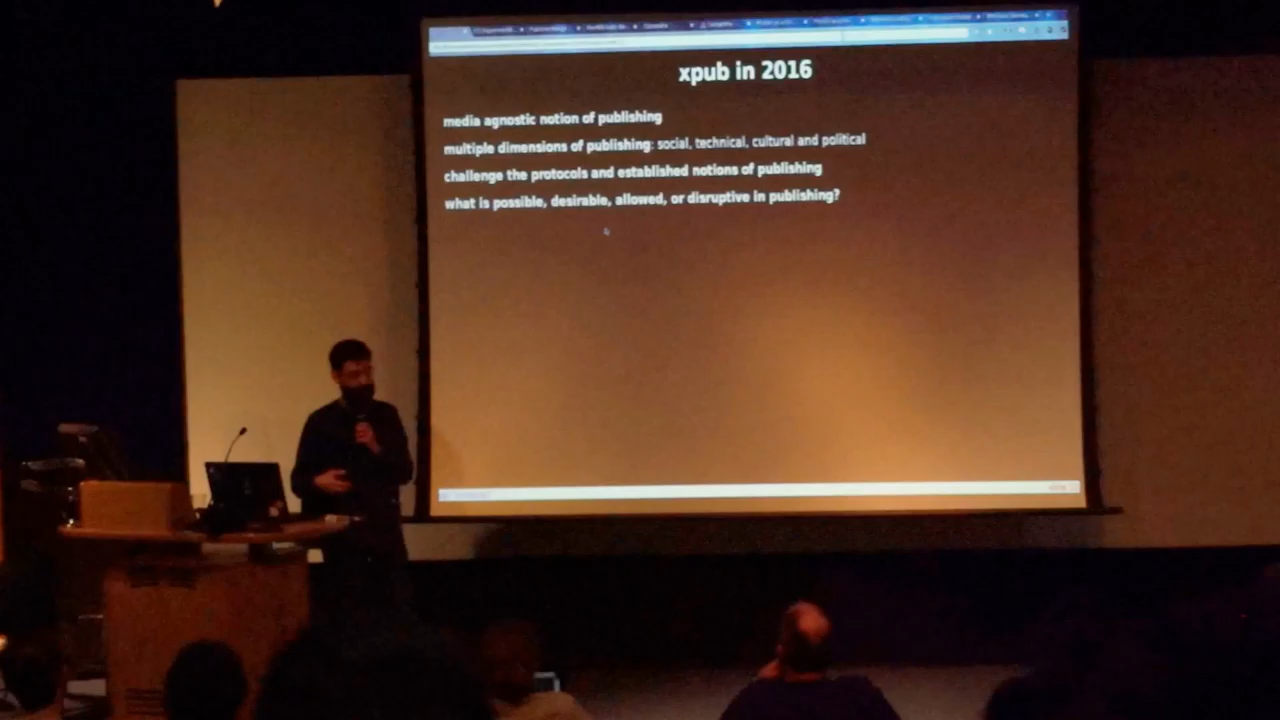 xpub in 2016
media agnostic notion of publishing
multiple dimensions of publishing: social, technical, cultural and political
challenge the protocols and established notions of publishing
what is possible, desirable, allowed, or disruptive in publishing?